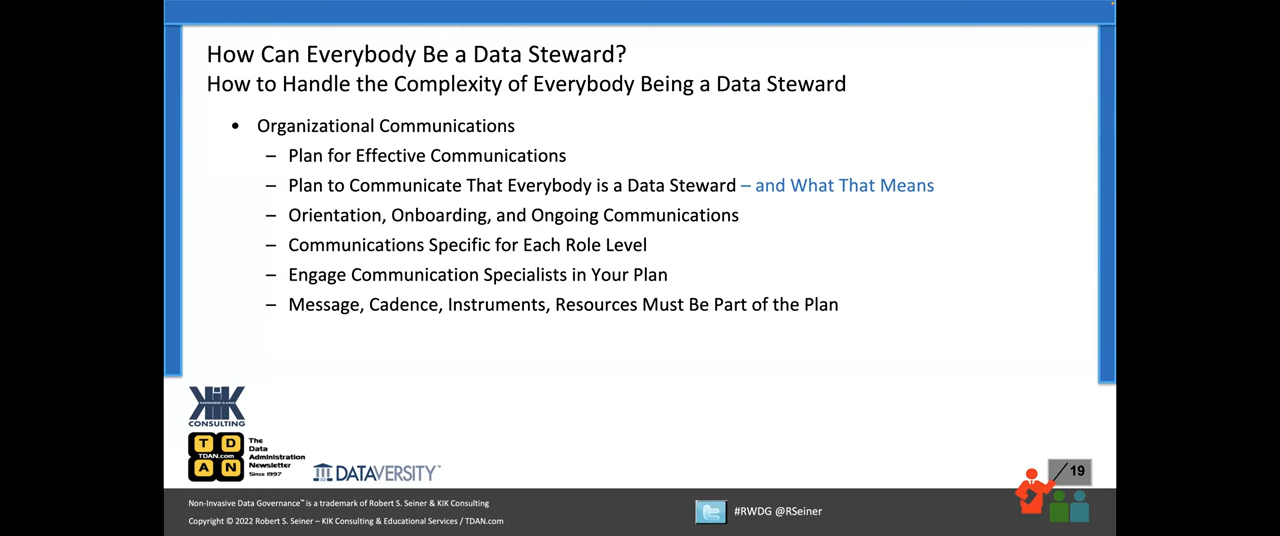 How Can Everybody Be a Data Steward?
How to Handle the Complexity of Everybody Being a Data Steward
• Organizational Communications
– Plan for Effective Communications
– Plan to Communicate That Everybody is a Data Steward – and What That Means
– Orientation, Onboarding, and Ongoing Communications
– Communications Specific for Each Role Level
– Engage Communication Specialists in Your Plan
– Message, Cadence, Instruments, Resources Must Be Part of the Plan
KIK
CONSULTING
T D
TDAN.com
A N
The
Data
Administration
Newsletter
Since 1997
DATAVERSITY™
19
Non-Invasive Data Governance™ is a trademark of Robert S. Seiner & KIK Consulting
Copyright © 2022 Robert S. Seiner – KIK Consulting & Educational Services / TDAN.com
#RWDG @RSeiner